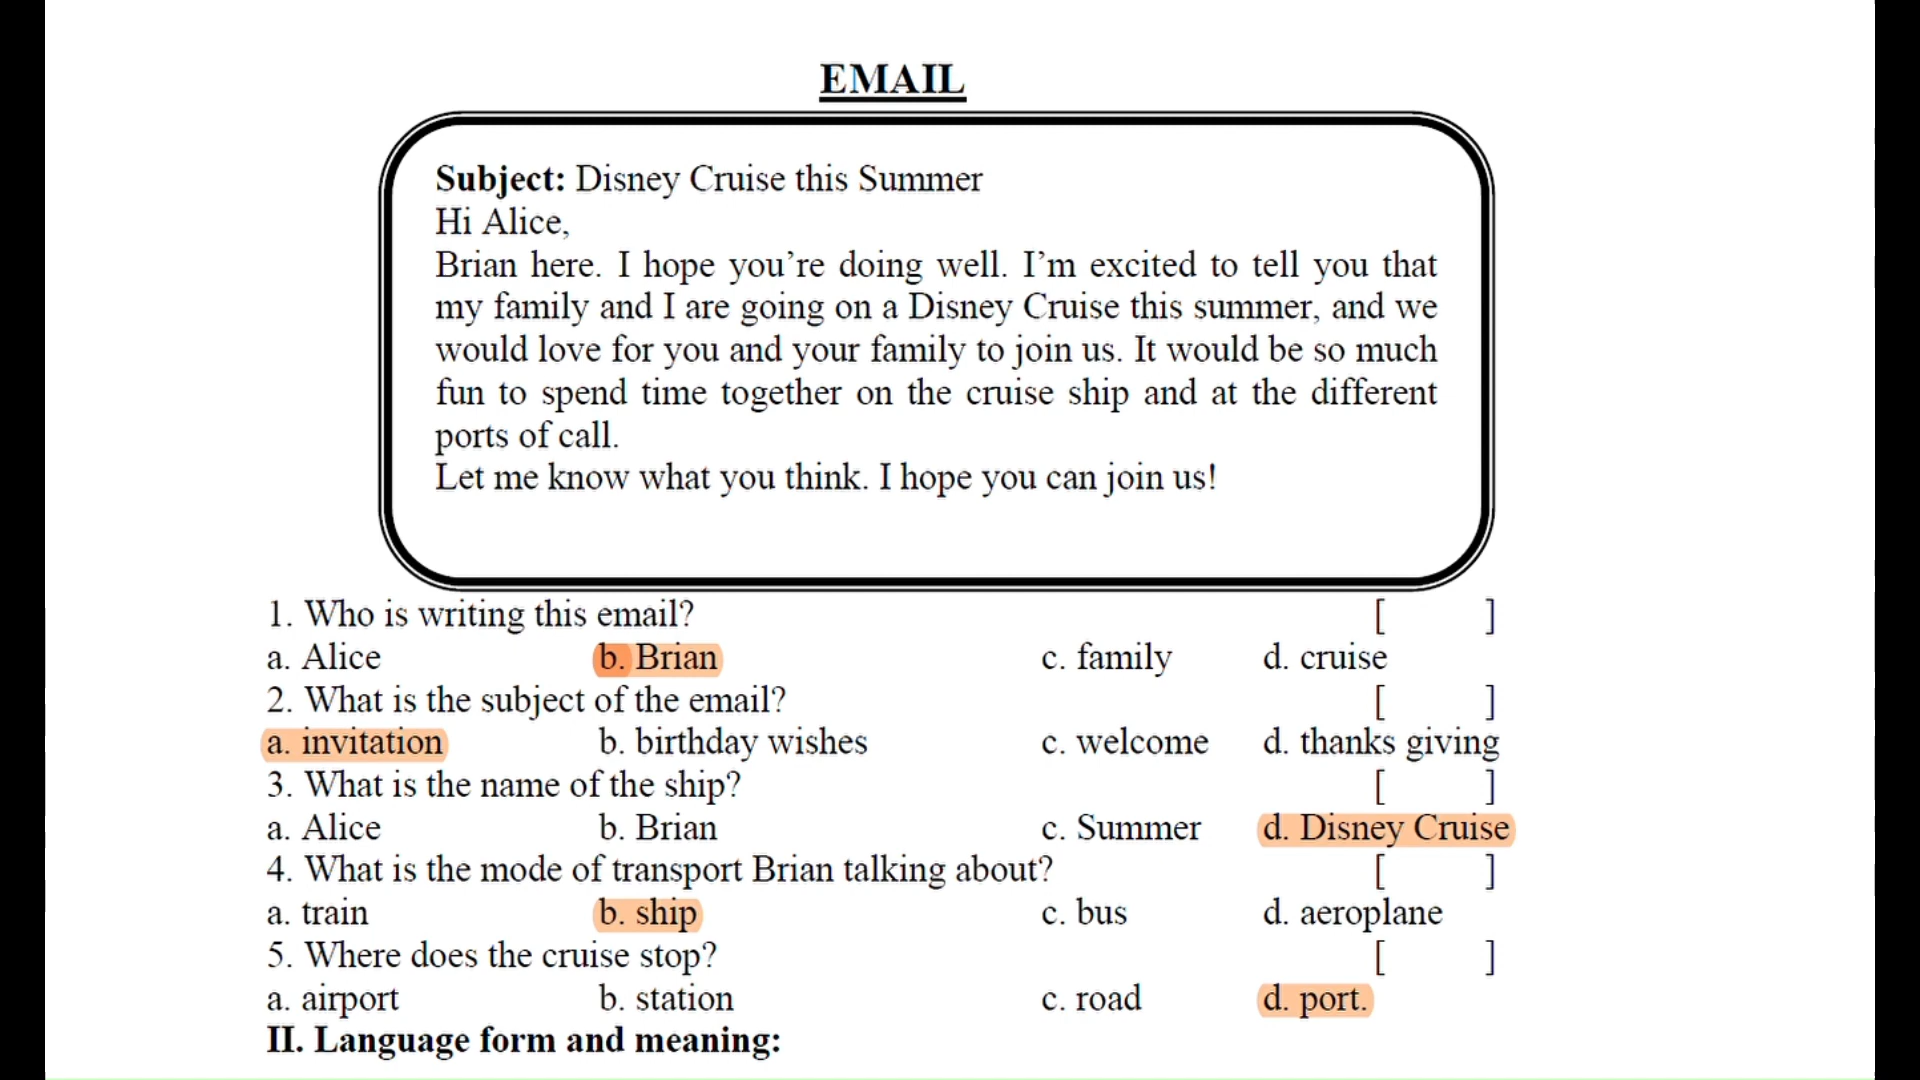 EMAIL
Subject: Disney Cruise this Summer
Hi Alice,
Brian here. I hope you’re doing well. I’m excited to tell you that
my family and I are going on a Disney Cruise this summer, and we
would love for you and your family to join us. It would be so much
fun to spend time together on the cruise ship and at the different
ports of call.
Let me know what you think. I hope you can join us!
1. Who is writing this email? [ ]
a. Alice b. Brian c. family d. cruise
2. What is the subject of the email? [ ]
a. invitation b. birthday wishes c. welcome d. thanks giving
3. What is the name of the ship? [ ]
a. Alice b. Brian c. Summer d. Disney Cruise
4. What is the mode of transport Brian talking about? [ ]
a. train b. ship c. bus d. aeroplane
5. Where does the cruise stop? [ ]
a. airport b. station c. road d. port.
II. Language form and meaning: